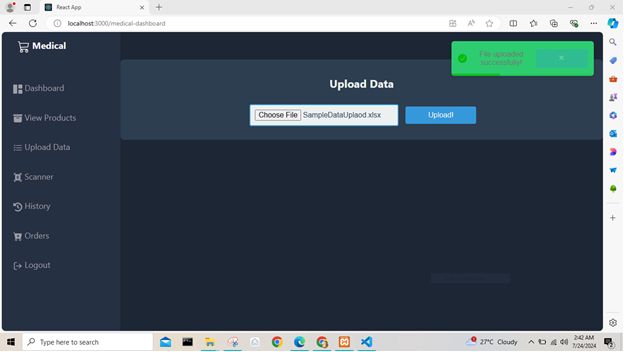 React App
localhost:3000/medical-dashboard
Medical
File uploaded
successfully!
Dashboard
Upload Data
Choose File SampleDataUplaod.xlsx
Upload!
View Products
Upload Data
Scanner
History
Orders
Logout
Type here to search
27°C Cloudy
2:42 AM
7/24/2024